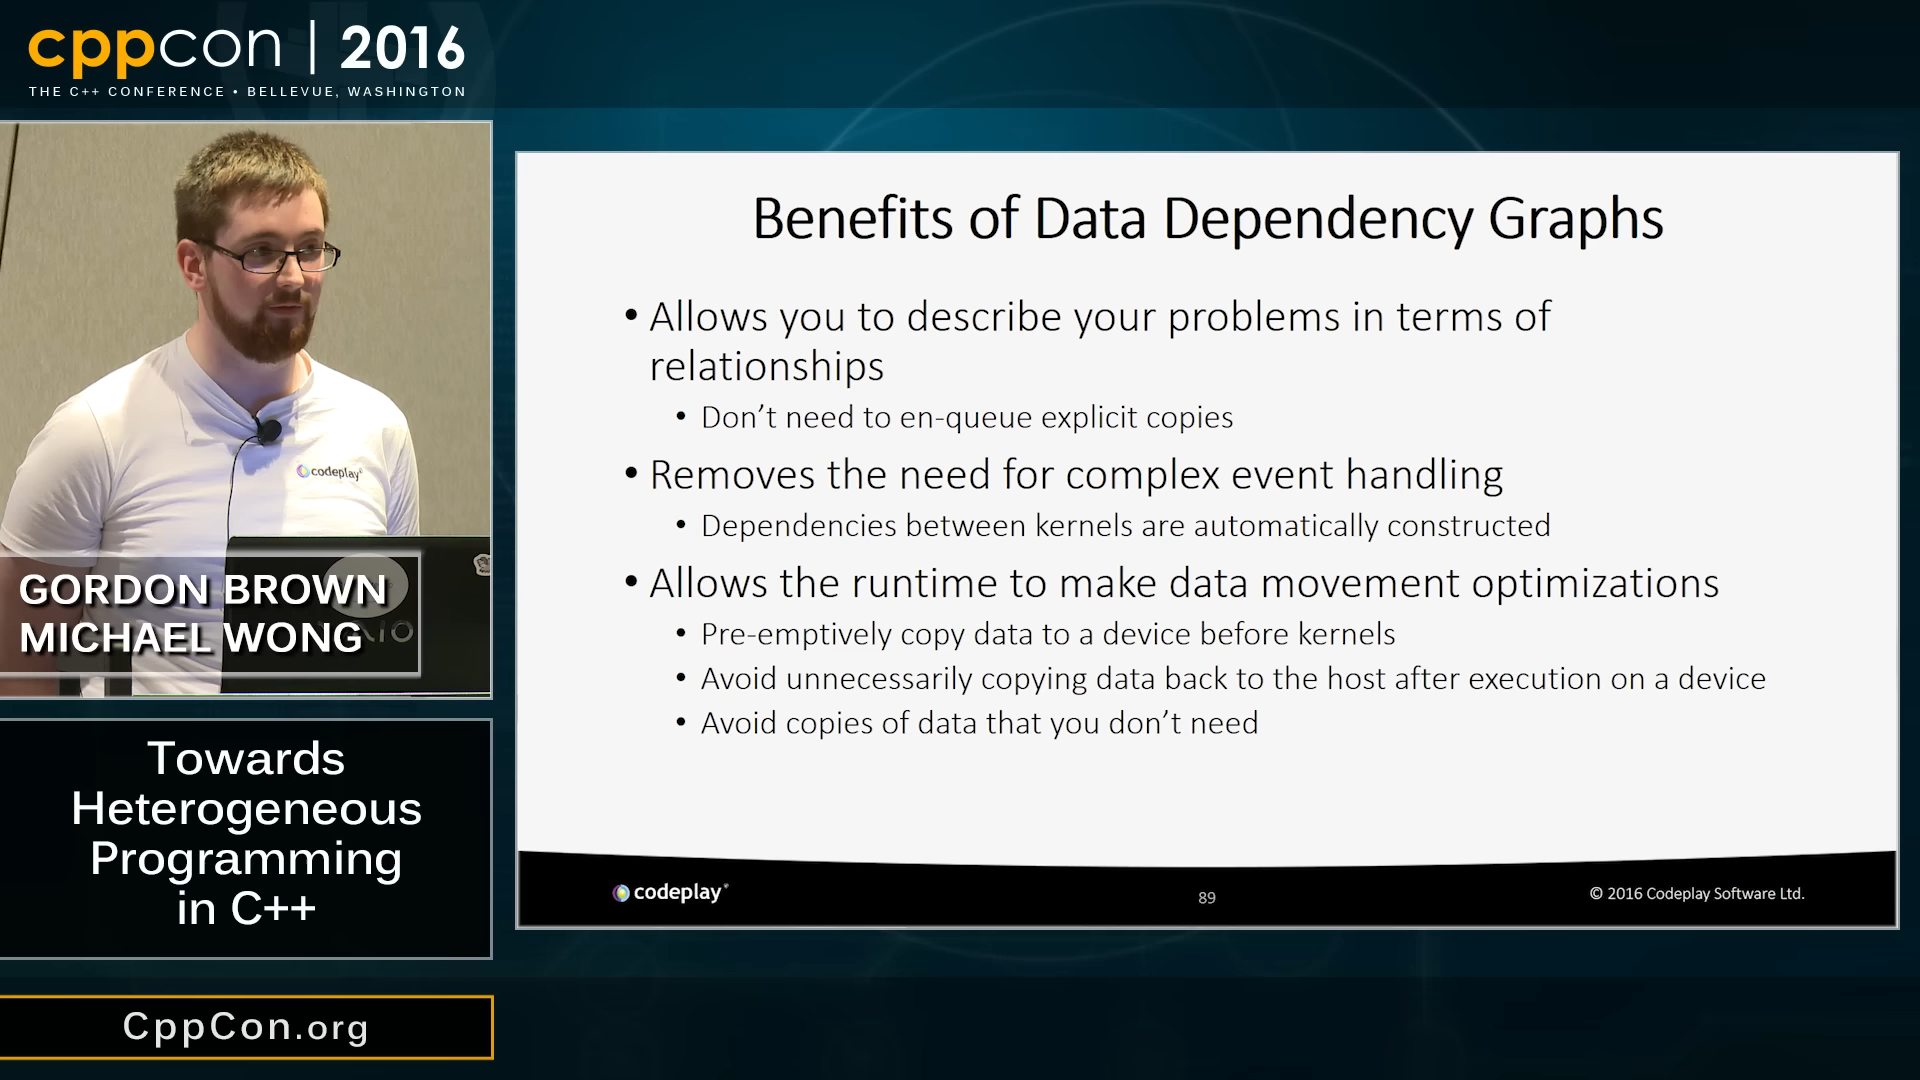 cppcon | 2016
THE C++ CONFERENCE • BELLEVUE, WASHINGTON
codeplay
GORDON BROWN
MICHAEL WONG
Towards
Heterogeneous
Programming
in C++
CppCon.org
Benefits of Data Dependency Graphs
• Allows you to describe your problems in terms of
relationships
• Don’t need to en-queue explicit copies
• Removes the need for complex event handling
• Dependencies between kernels are automatically constructed
• Allows the runtime to make data movement optimizations
• Pre-emptively copy data to a device before kernels
• Avoid unnecessarily copying data back to the host after execution on a device
• Avoid copies of data that you don’t need
codeplay®
89
© 2016 Codeplay Software Ltd.